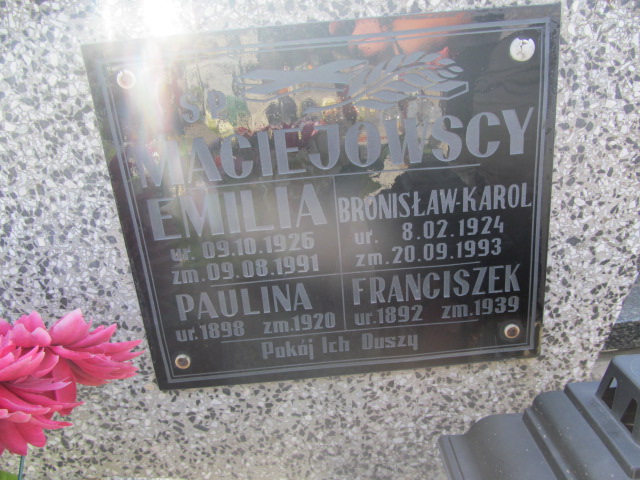 ś.p.
MACIEJOWSCY
EMILIA
ur. 09.10.1926
zm. 09.08.1991
BRONISŁAW-KAROL
ur. 8.02.1924
zm. 20.09.1993
PAULINA
ur. 1898 zm. 1920
FRANCISZEK
ur. 1892 zm. 1939
Pokój Ich Duszy